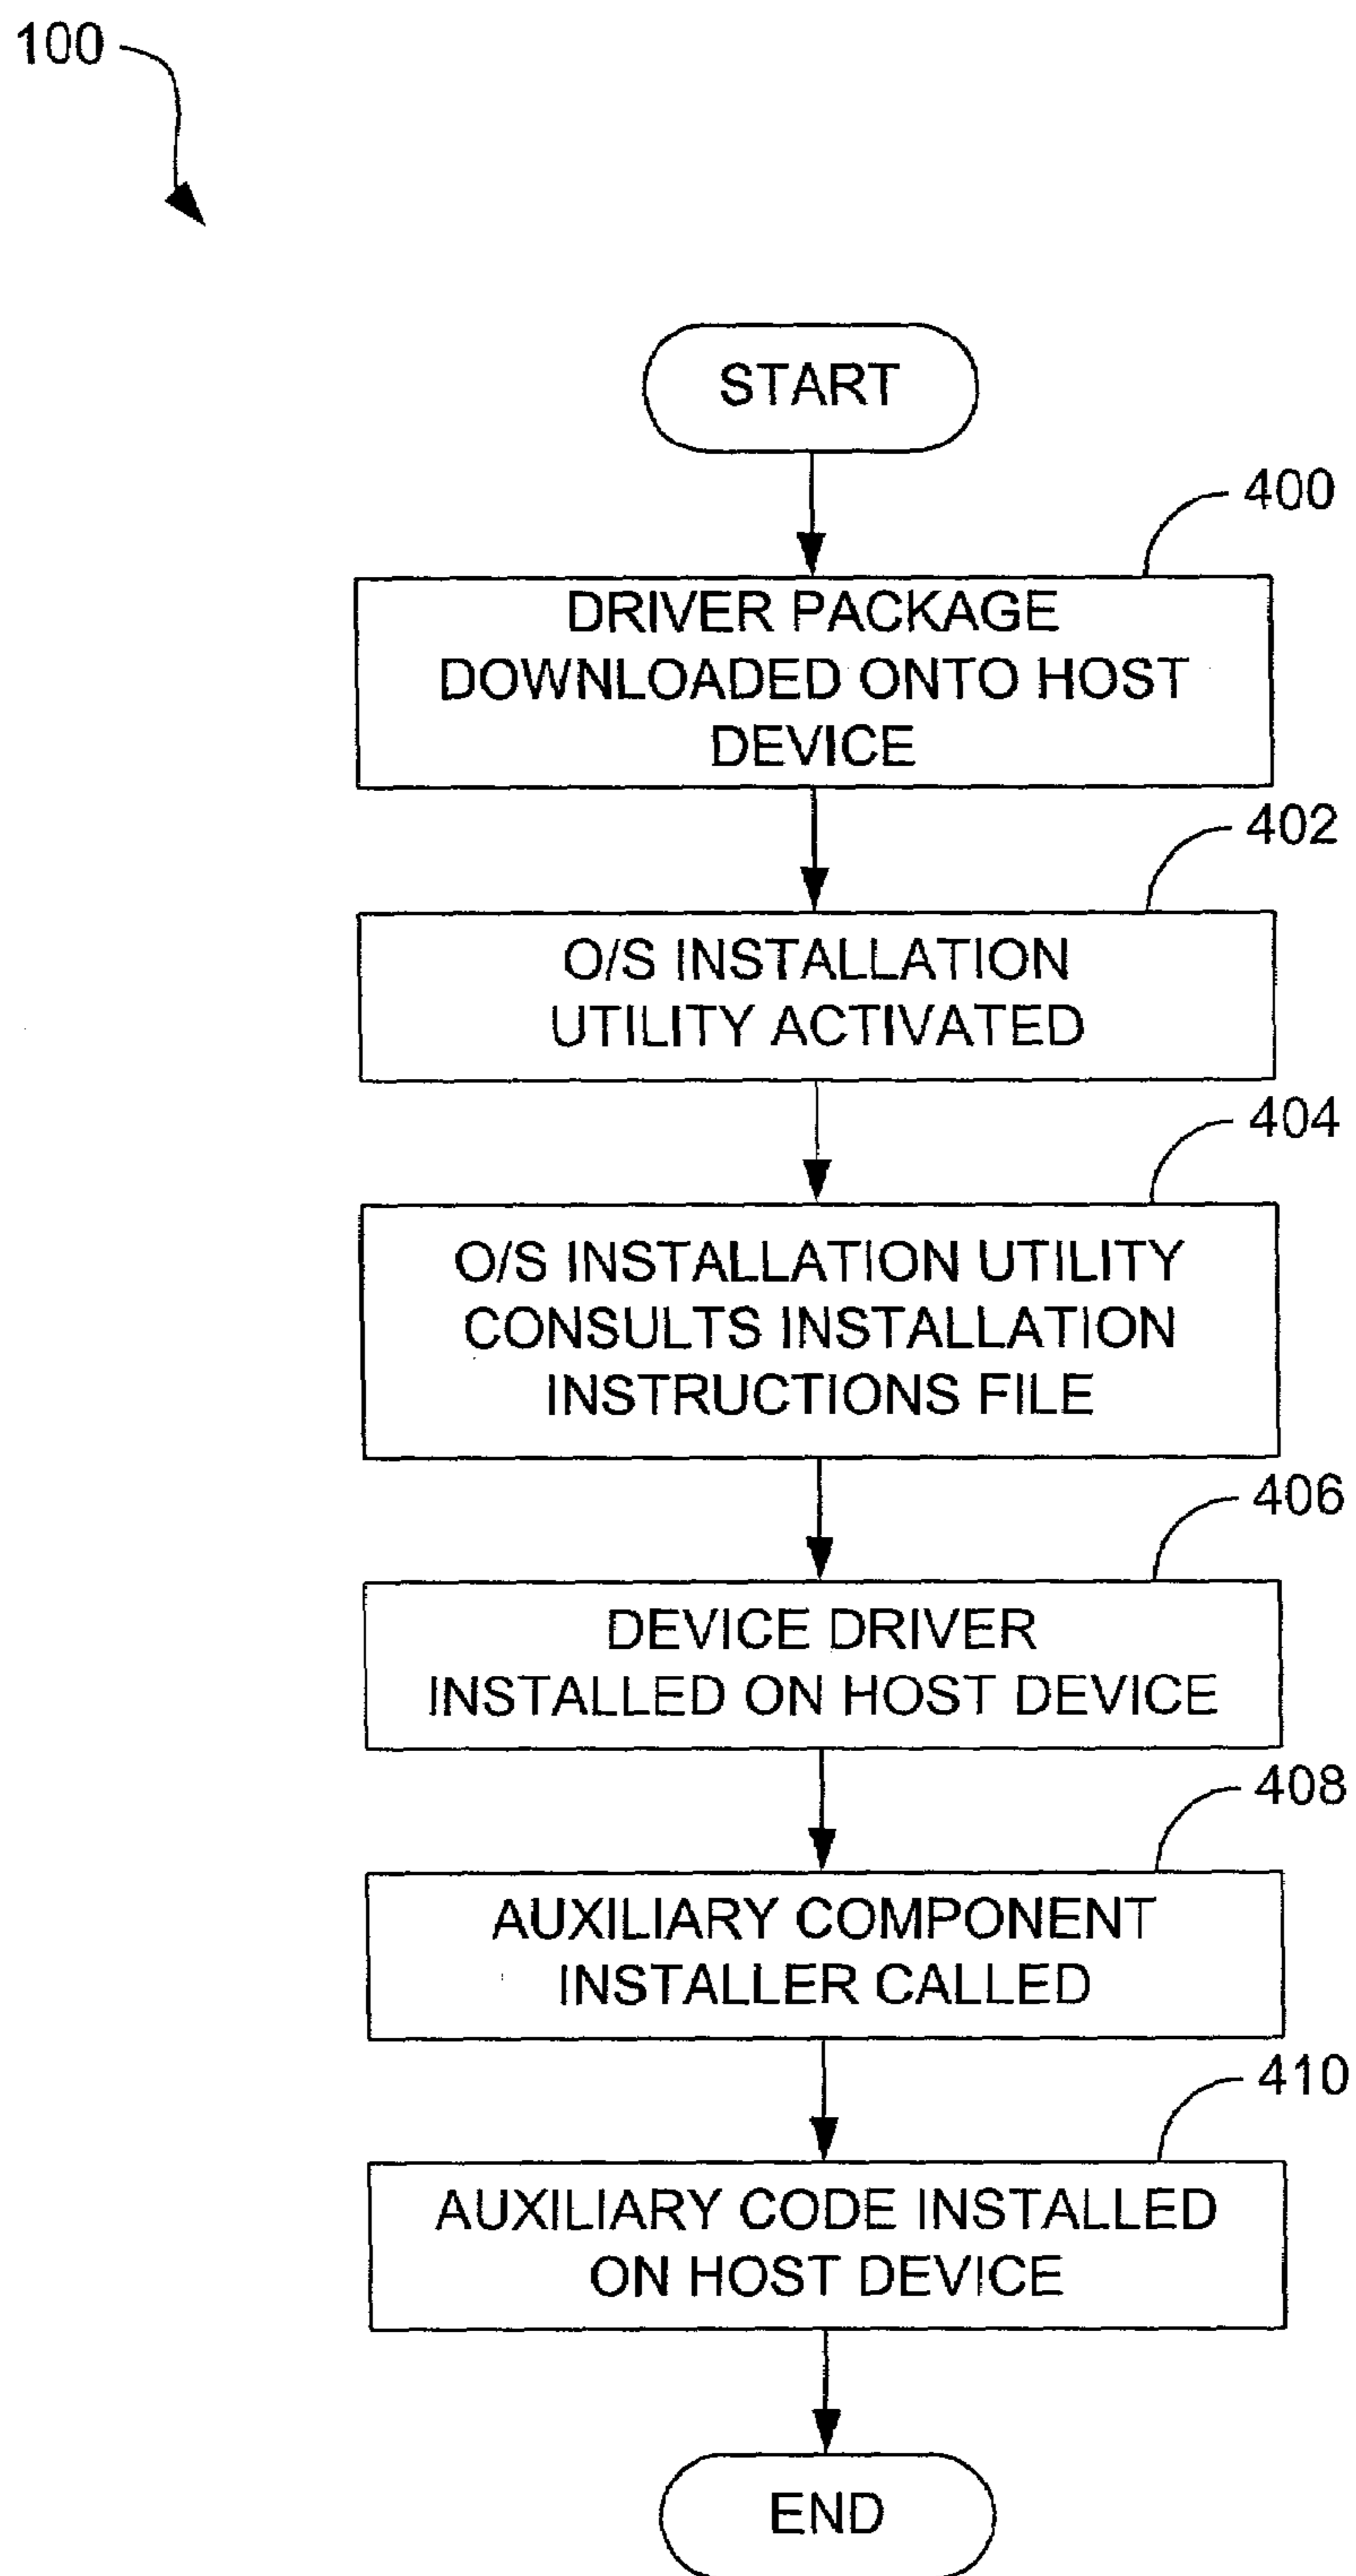 100
START
400
DRIVER PACKAGE
DOWNLOADED ONTO HOST
DEVICE
402
O/S INSTALLATION
UTILITY ACTIVATED
404
O/S INSTALLATION UTILITY
CONSULTS INSTALLATION
INSTRUCTIONS FILE
406
DEVICE DRIVER
INSTALLED ON HOST DEVICE
408
AUXILIARY COMPONENT
INSTALLER CALLED
410
AUXILIARY CODE INSTALLED
ON HOST DEVICE
END